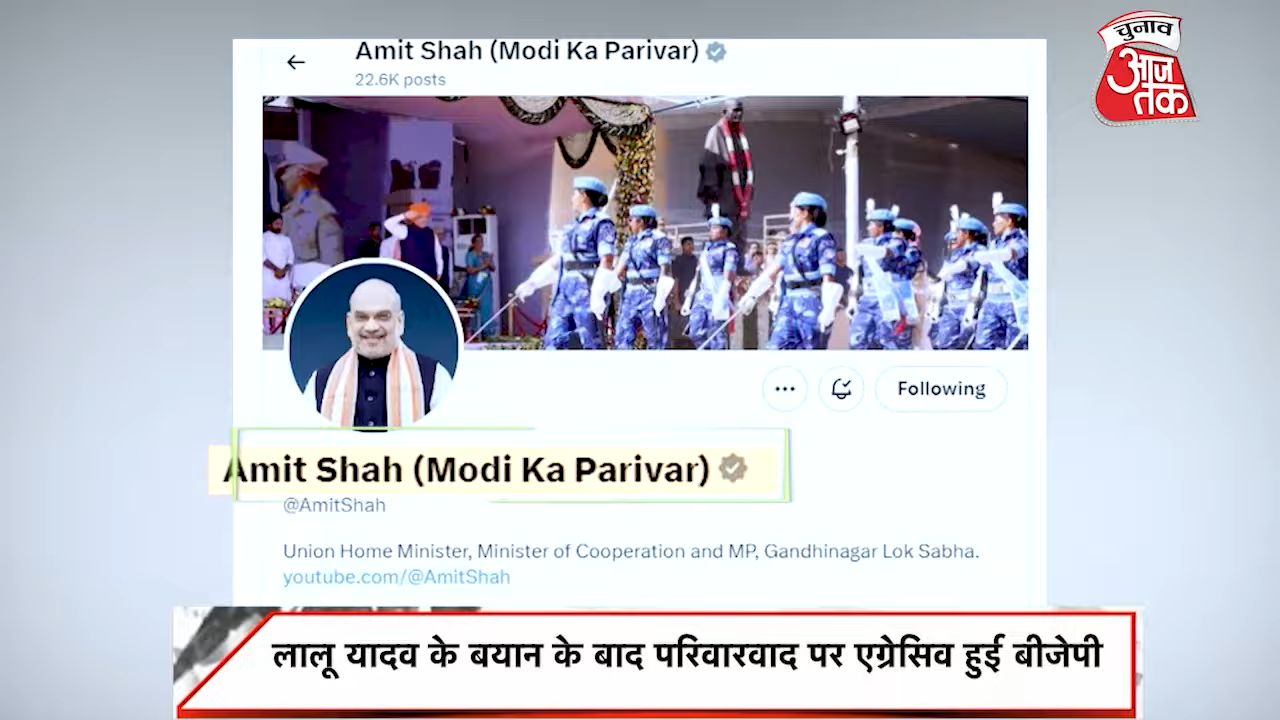 चुनाव
आज
तक
Amit Shah (Modi Ka Parivar)
22.6K posts
Following
Amit Shah (Modi Ka Parivar)
@AmitShah
Union Home Minister, Minister of Cooperation and MP, Gandhinagar Lok Sabha.
youtube.com/@AmitShah
लालू यादव के बयान के बाद परिवारवाद पर एग्रेसिव हुई बीजेपी